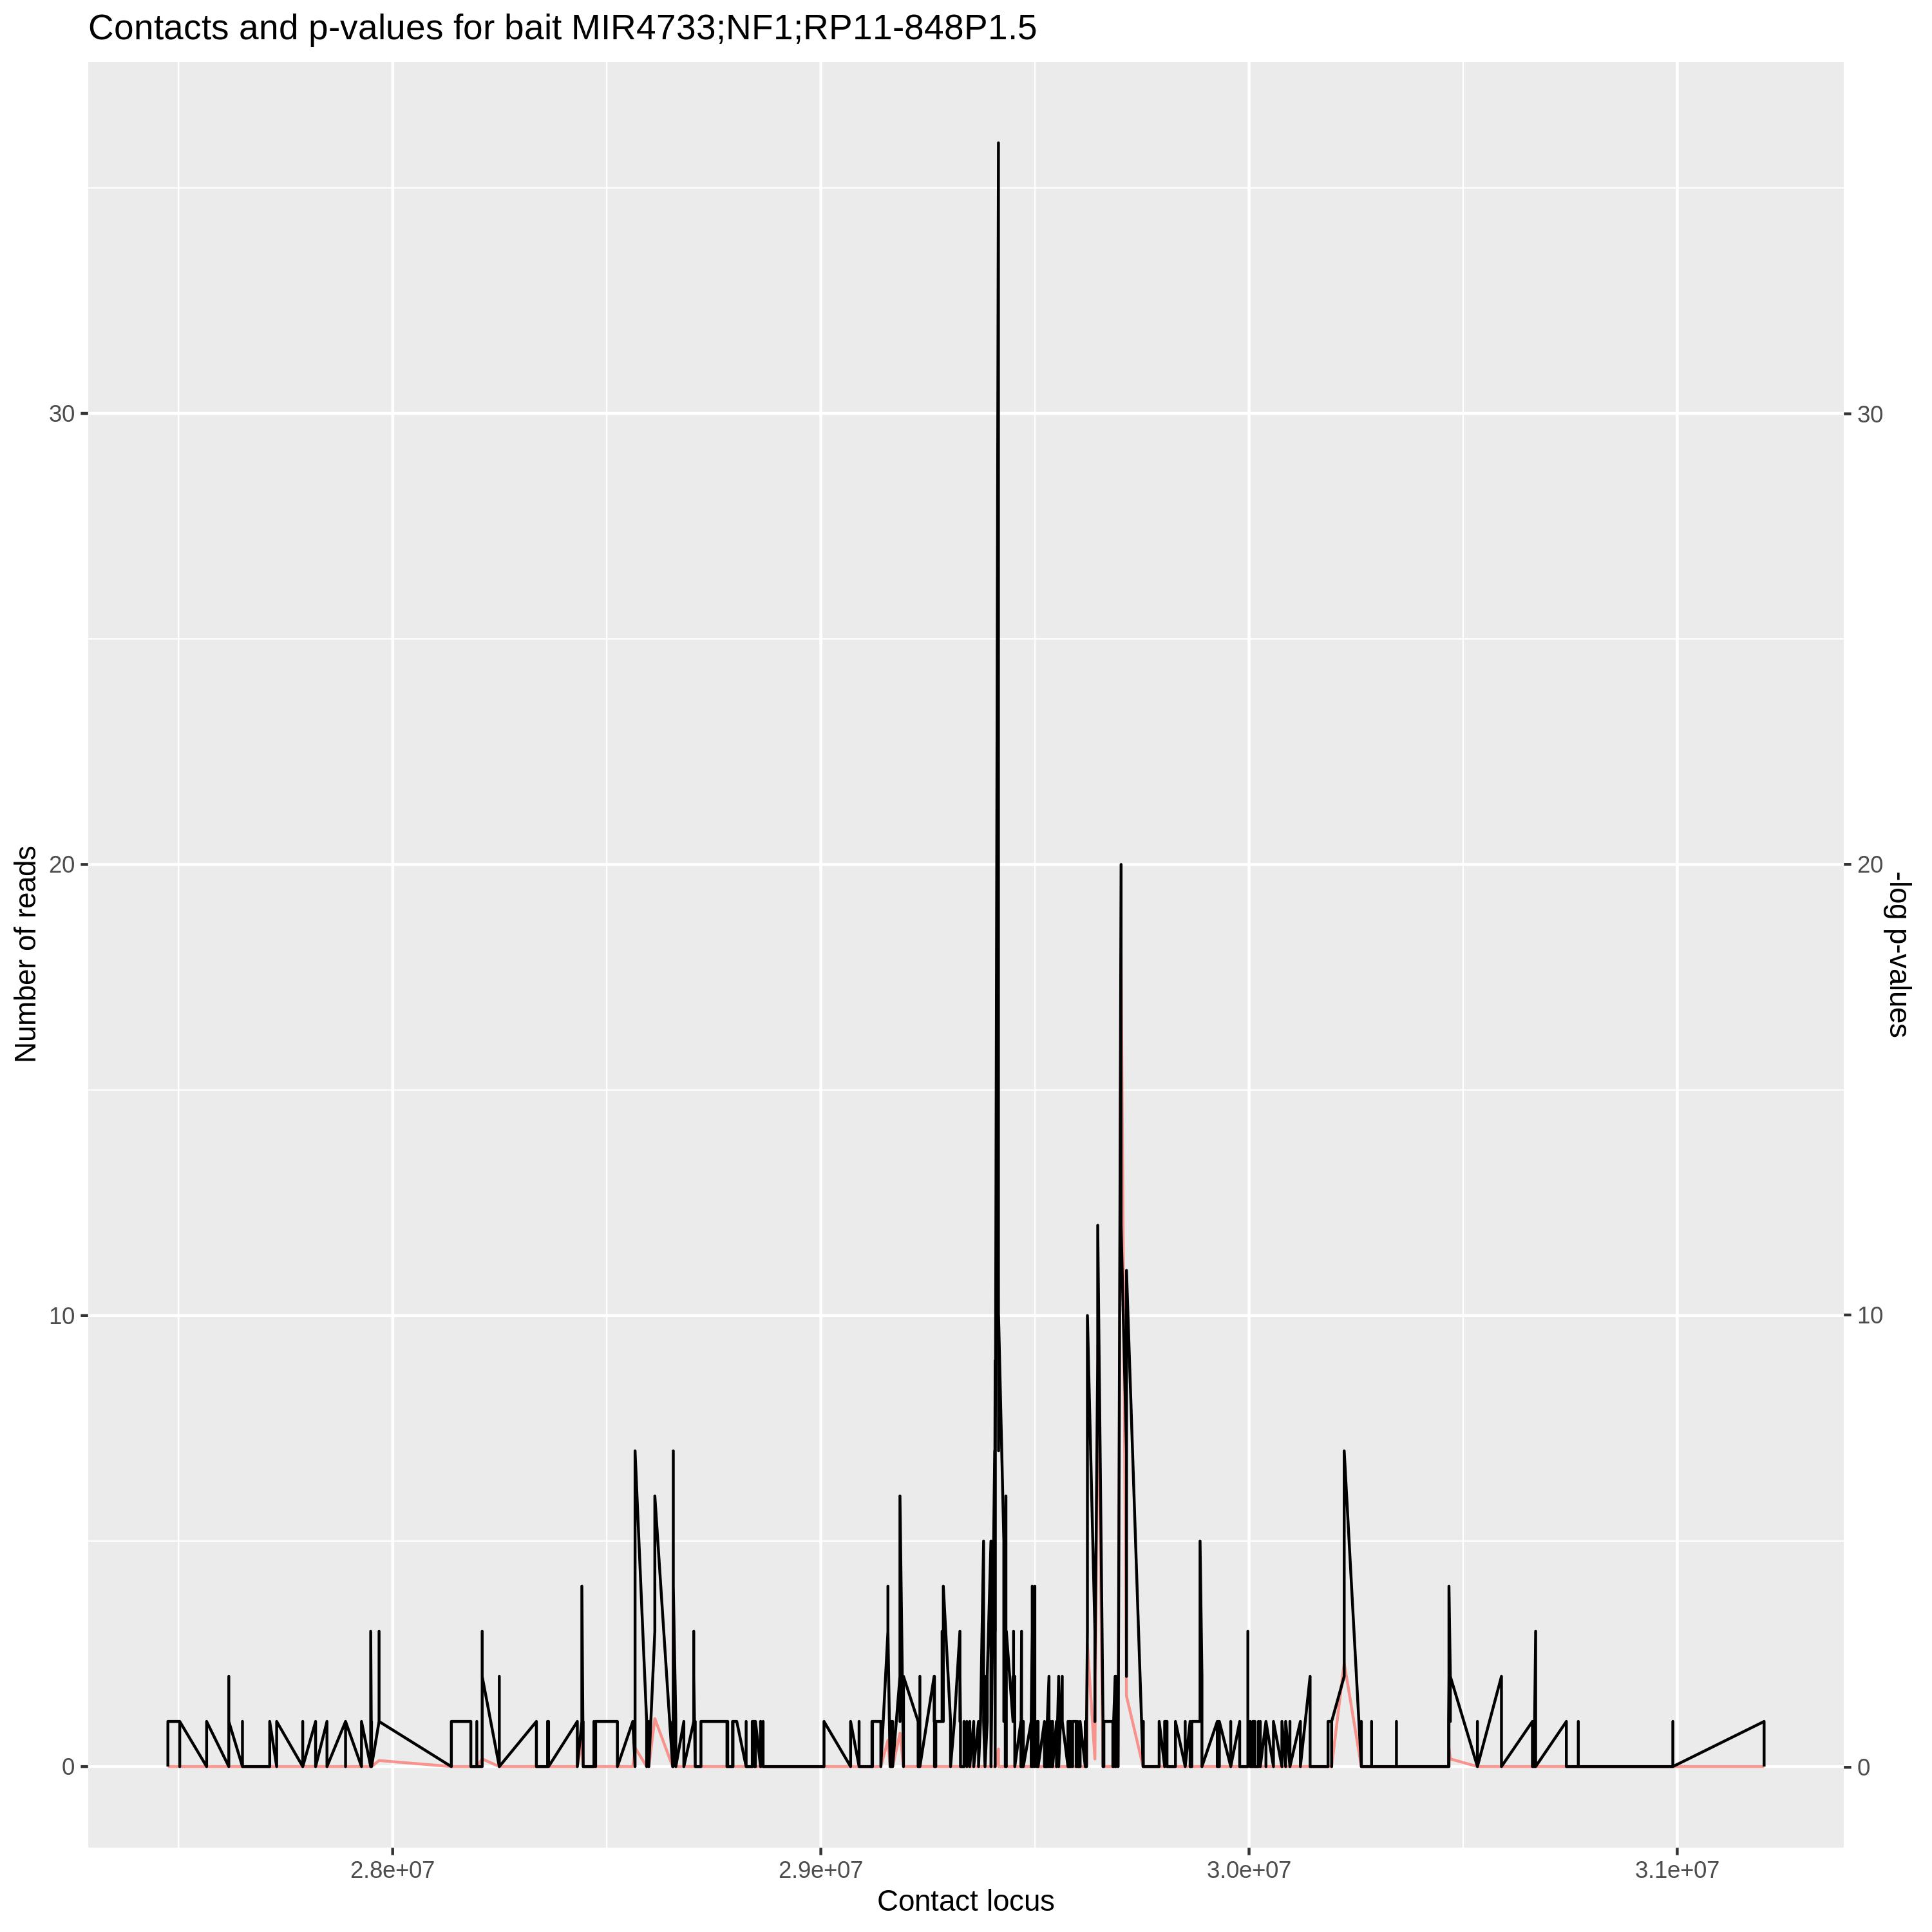 Contacts and p-values for bait MIR4733;NF1;RP11-848P1.5
30
20
10
0
Number of reads
30
20
10
0
-log p-values
2.8e+07
2.9e+07
3.0e+07
3.1e+07
Contact locus